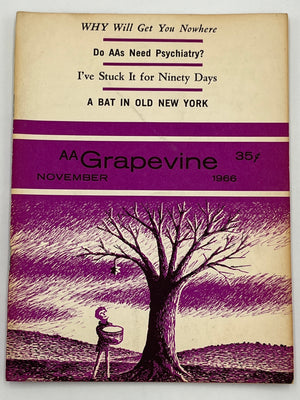 WHY Will Get You Nowhere
Do AAs Need Psychiatry?
I've Stuck It for Ninety Days
A BAT IN OLD NEW YORK
AA Grapevine 35¢
NOVEMBER 1966